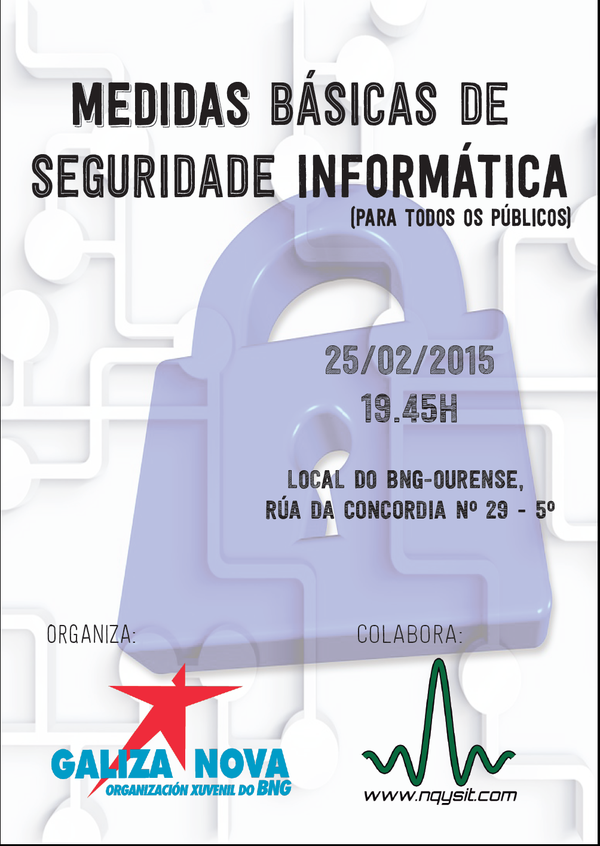 MEDIDAS BÁSICAS DE
SEGURIDADE INFORMÁTICA
(PARA TODOS OS PÚBLICOS)
25/02/2015
19.45H
LOCAL DO BNG-OURENSE,
RÚA DA CONCORDIA Nº 29 - 5º
ORGANIZA:
COLABORA:
GALIZA NOVA
ORGANIZACIÓN XUVENIL DO BNG
www.nqysit.com